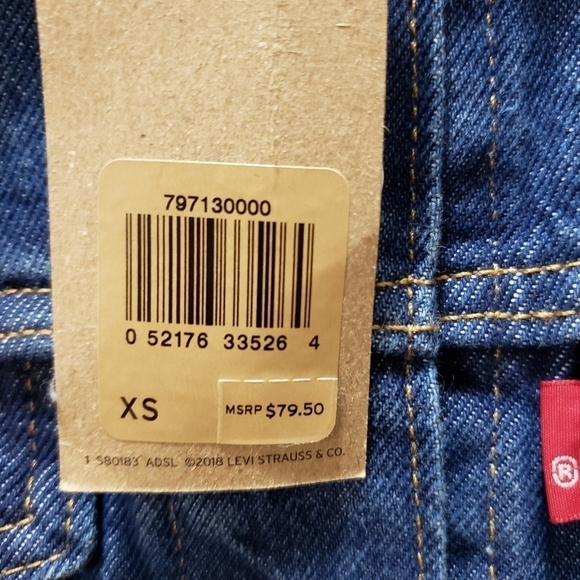 797130000
0 52176 33526 4
XS
MSRP $79.50
1 S80183 ADSL ©2018 LEVI STRAUSS & CO.
®